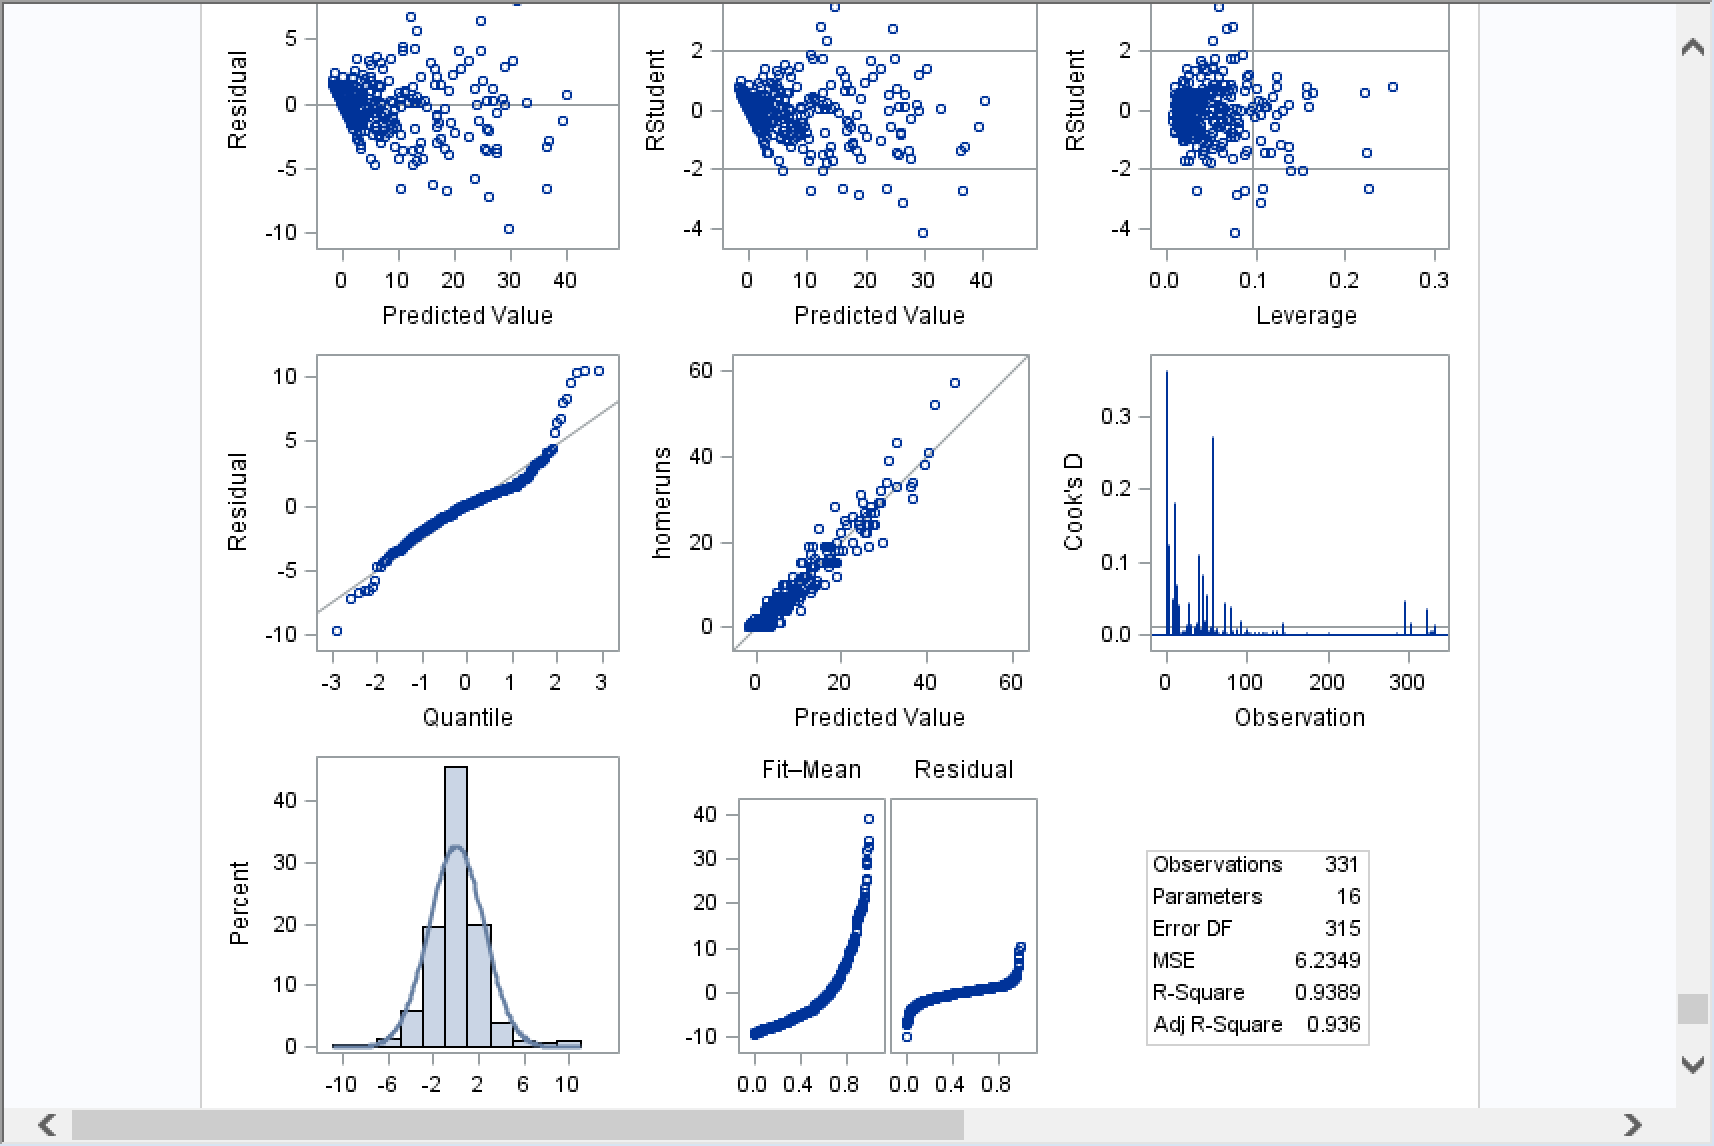 5
0
-5
-10
Residual
0 10 20 30 40
Predicted Value
2
0
-2
-4
RStudent
0 10 20 30 40
Predicted Value
2
0
-2
-4
RStudent
0.0 0.1 0.2 0.3
Leverage
10
5
0
-5
-10
Residual
-3 -2 -1 0 1 2 3
Quantile
60
40
20
0
homeruns
0 20 40 60
Predicted Value
0.3
0.2
0.1
0.0
Cook's D
0 100 200 300
Observation
40
30
20
10
0
Percent
-10 -6 -2 2 6 10
Fit–Mean Residual
40
30
20
10
0
-10
0.0 0.4 0.8 0.0 0.4 0.8
Observations 331
Parameters 16
Error DF 315
MSE 6.2349
R-Square 0.9389
Adj R-Square 0.936